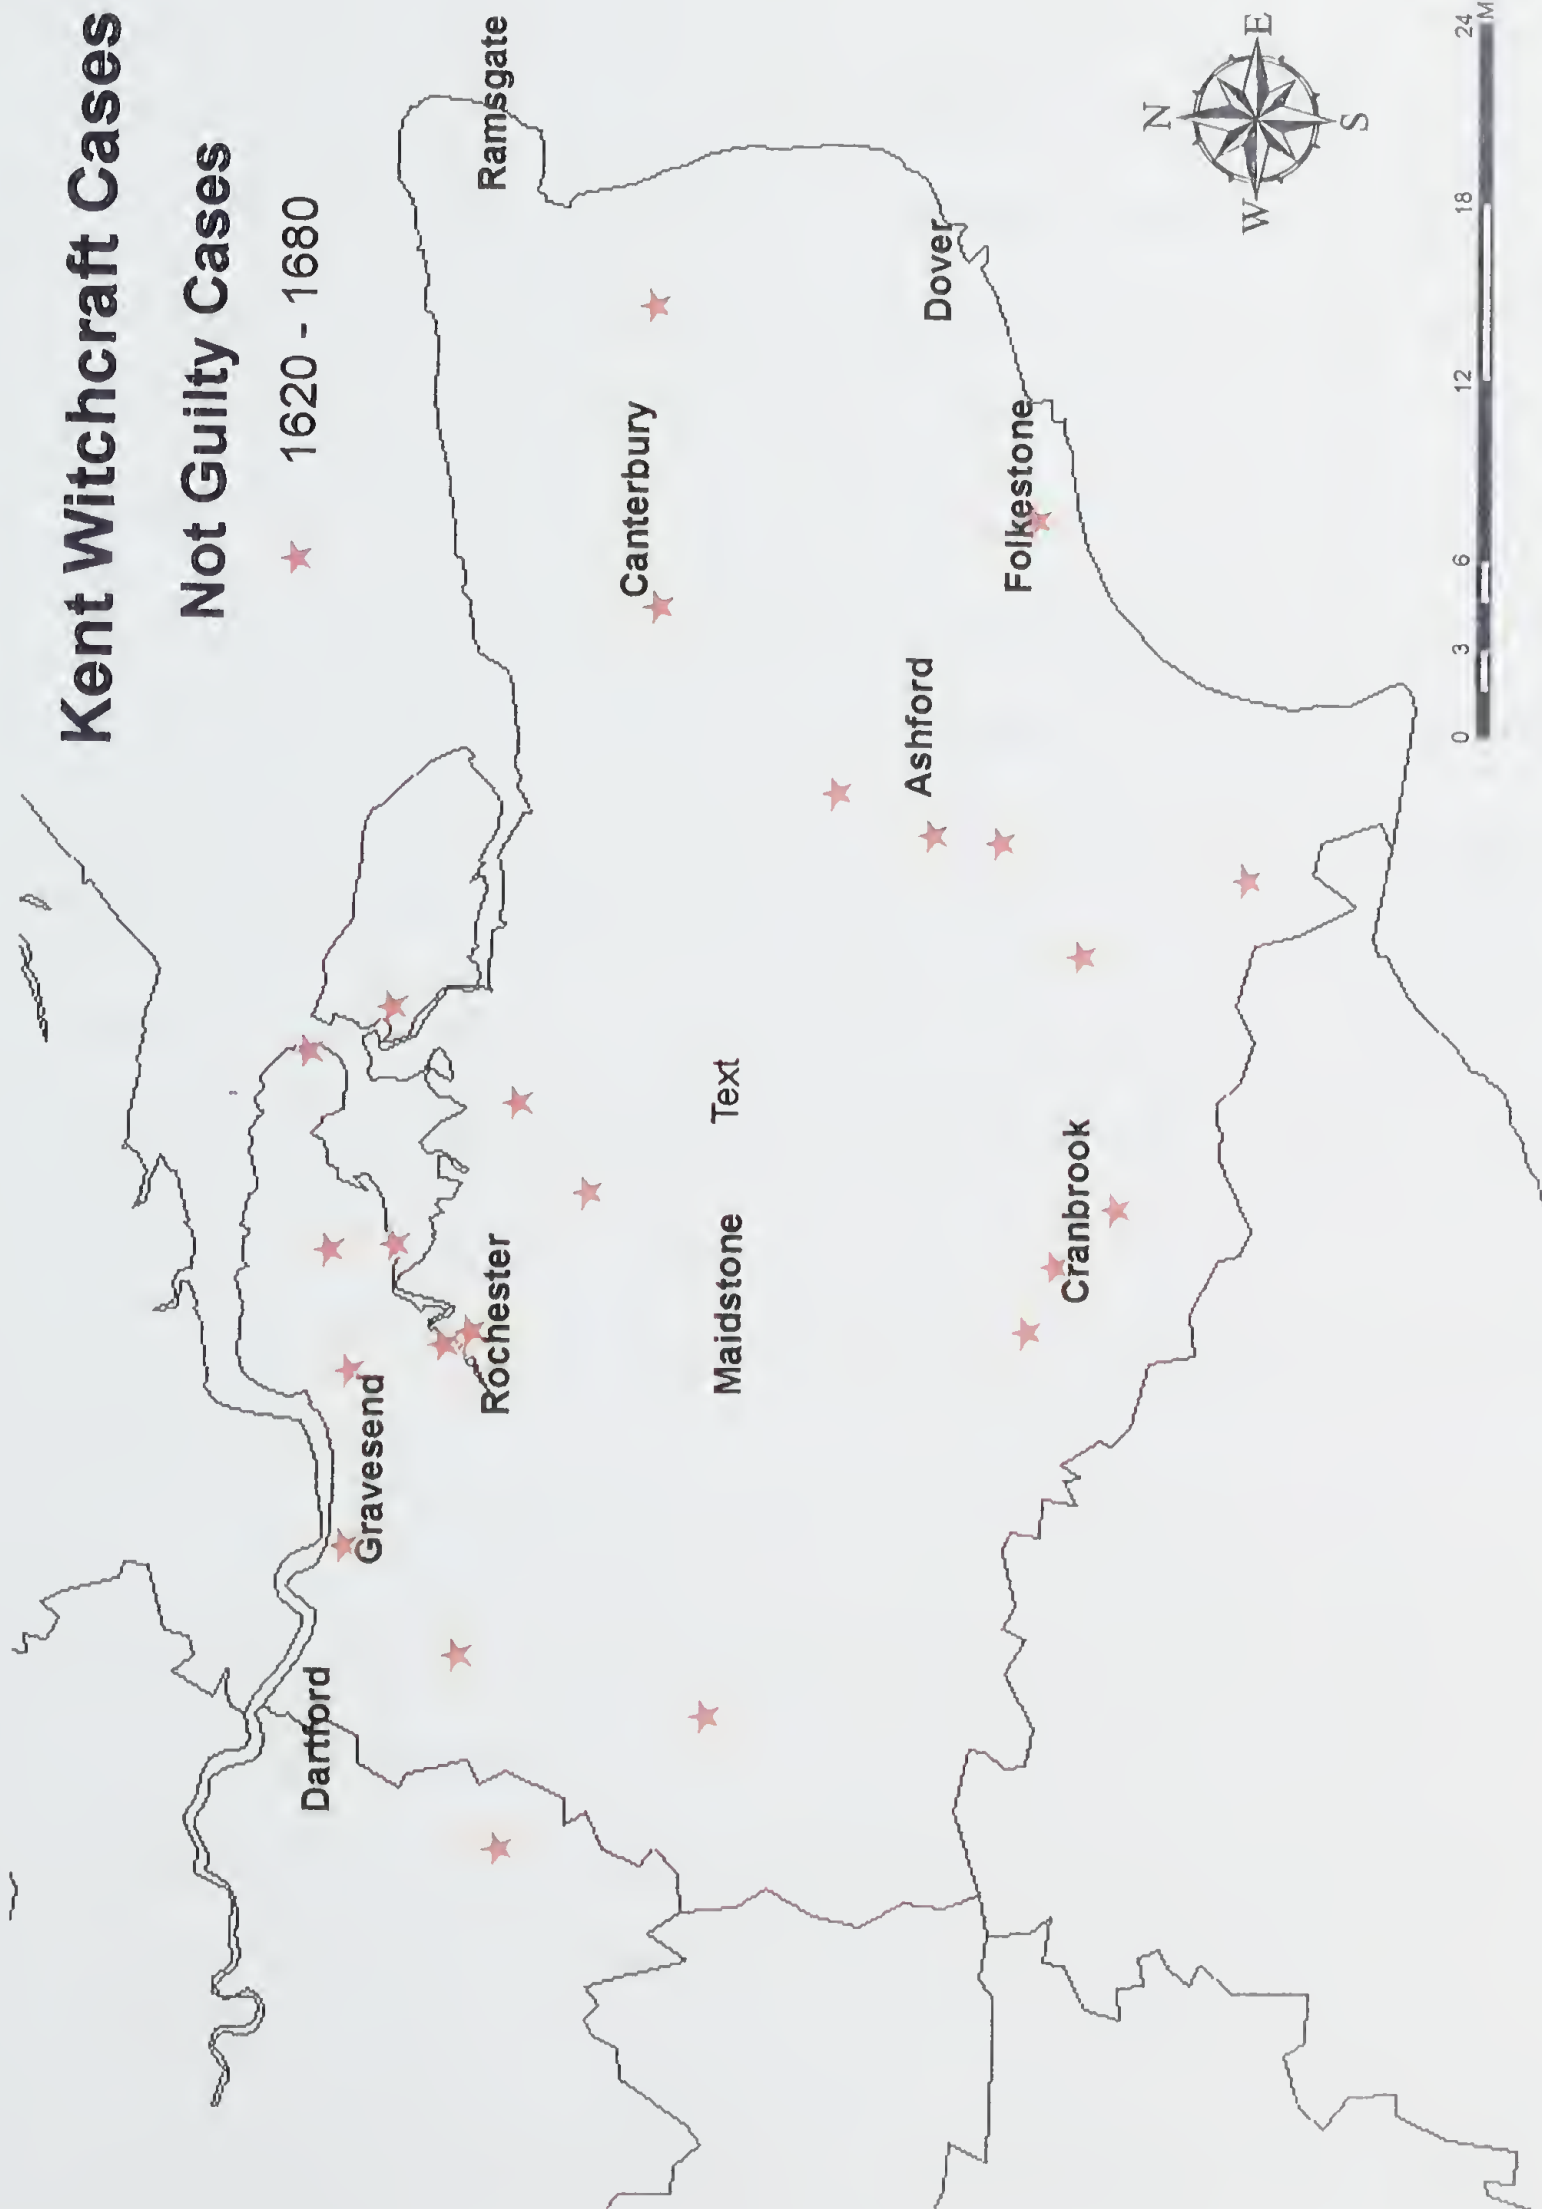 Kent Witchcraft Cases
Not Guilty Cases
1620 - 1680
Dartford
Gravesend
Rochester
Ramsgate
Canterbury
Maidstone
Text
Ashford
Dover
Folkestone
Cranbrook
N
W
E
S
0 3 6 12 18 24
M